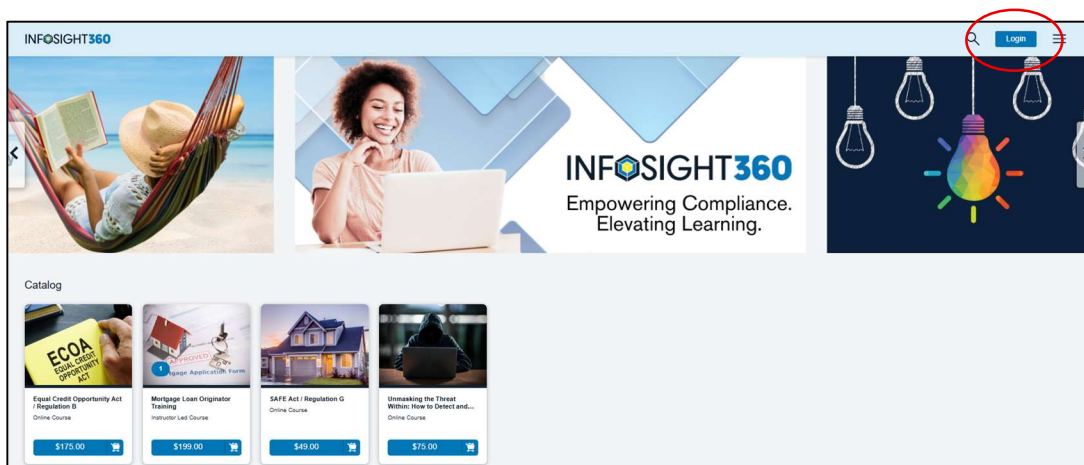 INFOSIGHT360
Login
INFOSIGHT360
Empowering Compliance.
Elevating Learning.
Catalog
ECOA
EQUAL CREDIT
OPPORTUNITY
ACT
APPROVED
1
tgage Application Form
Equal Credit Opportunity Act
/ Regulation B
Online Course
$175.00
Mortgage Loan Originator
Training
Instructor Led Course
$199.00
SAFE Act / Regulation G
Online Course
$49.00
Unmasking the Threat
Within: How to Detect and...
Online Course
$75.00